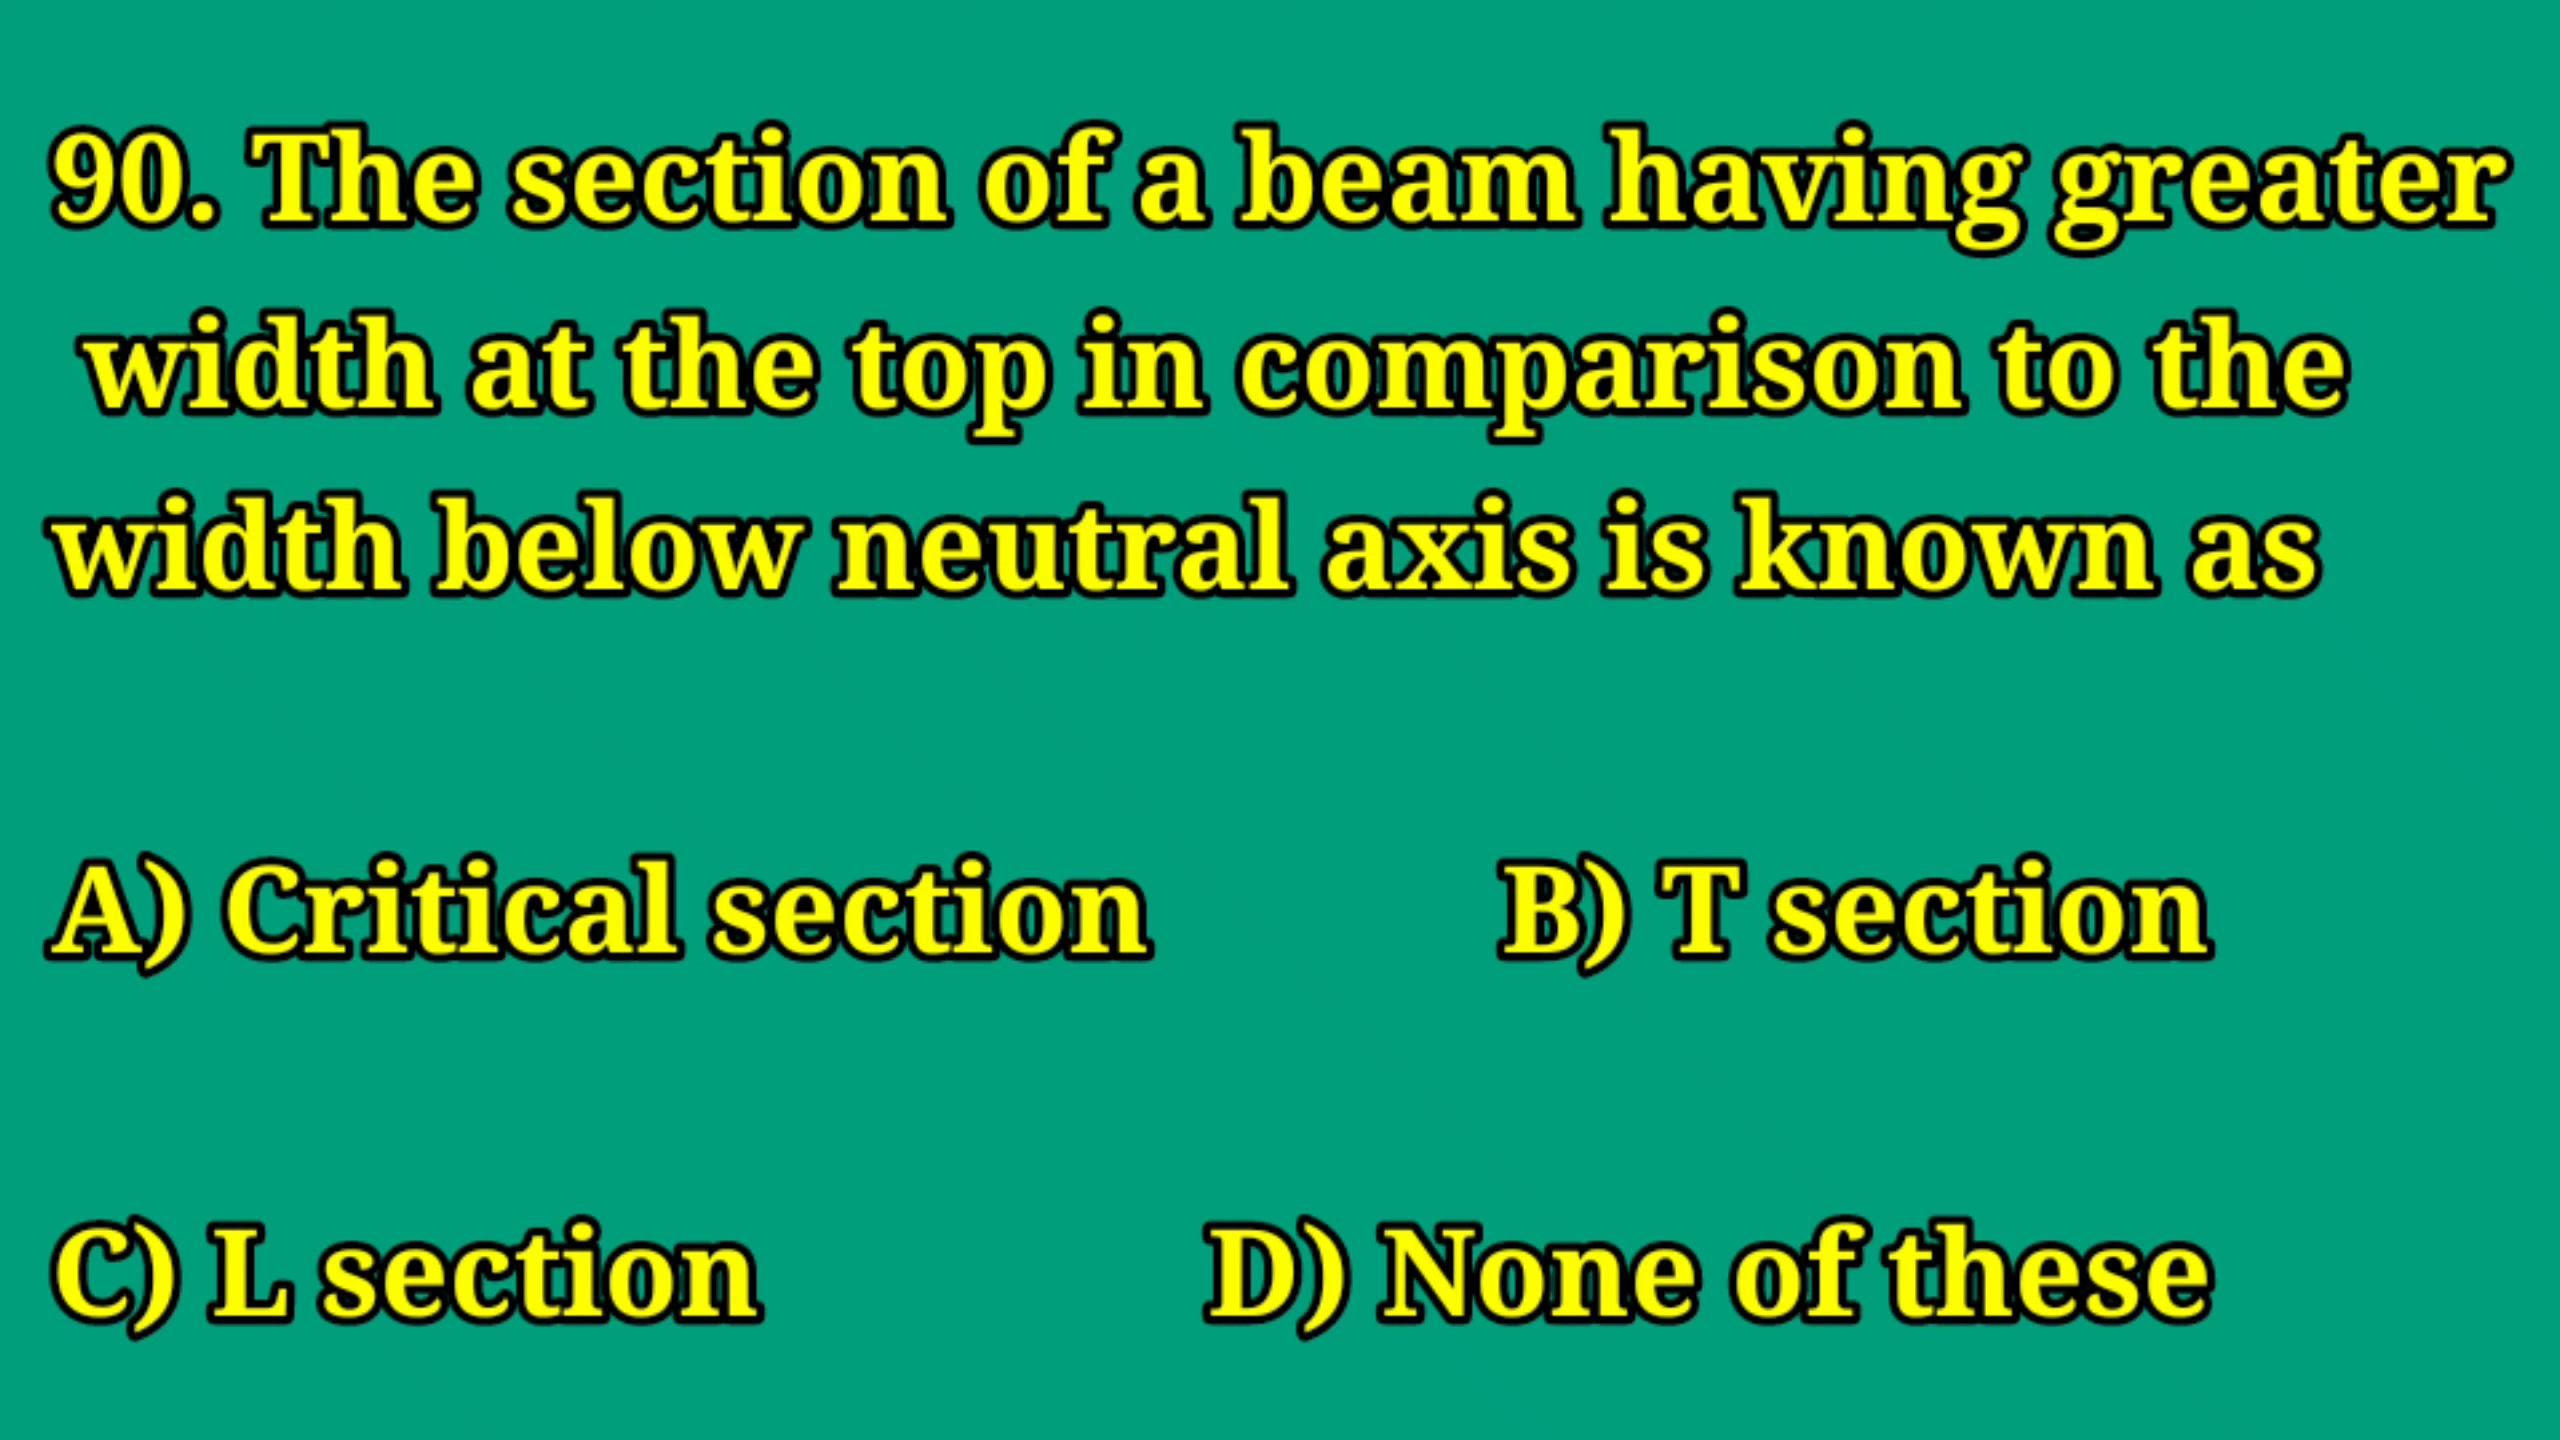 90. The section of a beam having greater
width at the top in comparison to the
width below neutral axis is known as
A) Critical section B) T section
C) L section D) None of these